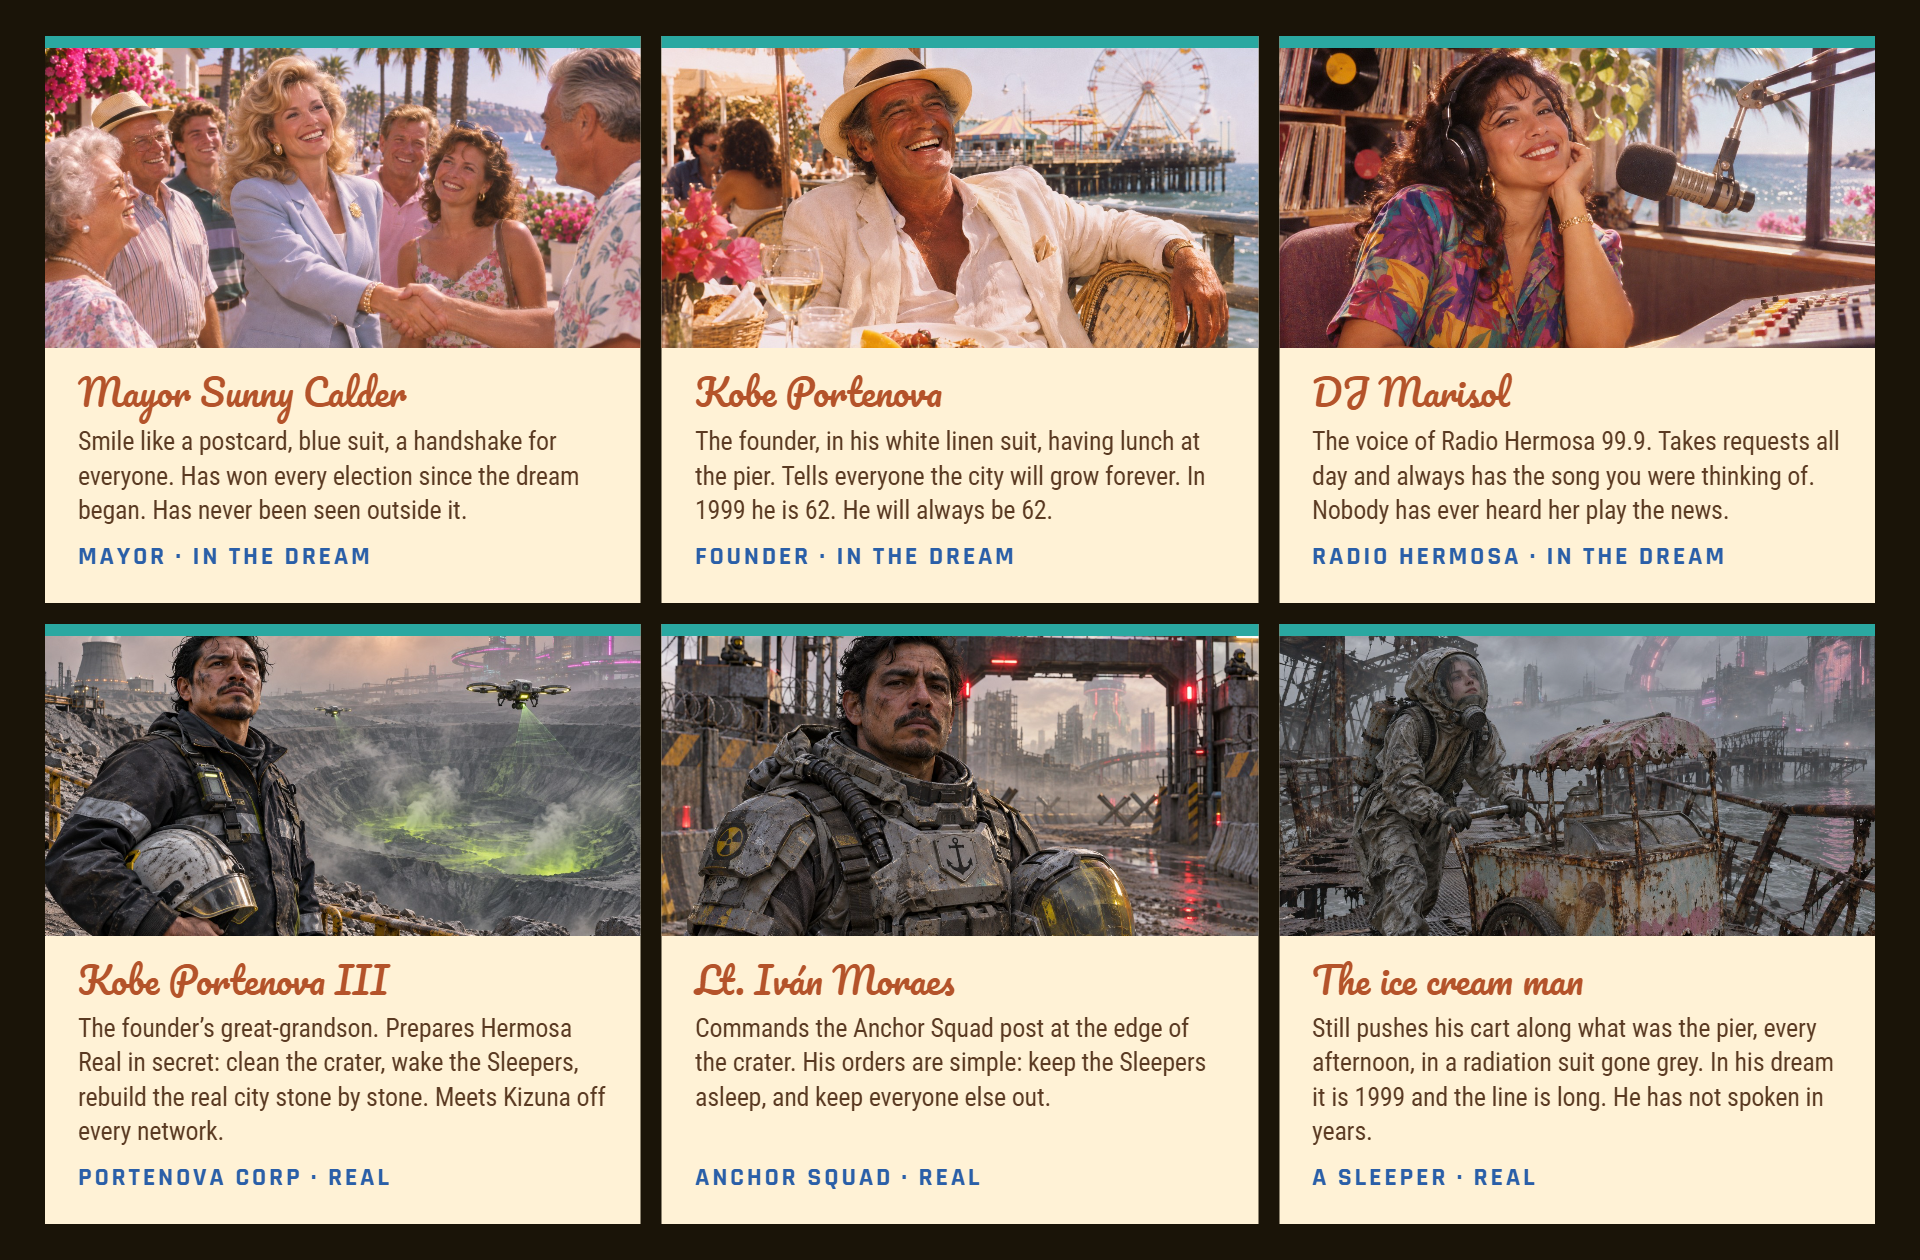 Mayor Sunny Calder
Smile like a postcard, blue suit, a handshake for
everyone. Has won every election since the dream
began. Has never been seen outside it.
MAYOR · IN THE DREAM
Kobe Portenova
The founder, in his white linen suit, having lunch at
the pier. Tells everyone the city will grow forever. In
1999 he is 62. He will always be 62.
FOUNDER · IN THE DREAM
DJ Marisol
The voice of Radio Hermosa 99.9. Takes requests all
day and always has the song you were thinking of.
Nobody has ever heard her play the news.
RADIO HERMOSA · IN THE DREAM
Kobe Portenova III
The founder’s great-grandson. Prepares Hermosa
Real in secret: clean the crater, wake the Sleepers,
rebuild the real city stone by stone. Meets Kizuna off
every network.
PORTENOVA CORP · REAL
Lt. Iván Moraes
Commands the Anchor Squad post at the edge of
the crater. His orders are simple: keep the Sleepers
asleep, and keep everyone else out.
ANCHOR SQUAD · REAL
The ice cream man
Still pushes his cart along what was the pier, every
afternoon, in a radiation suit gone grey. In his dream
it is 1999 and the line is long. He has not spoken in
years.
A SLEEPER · REAL